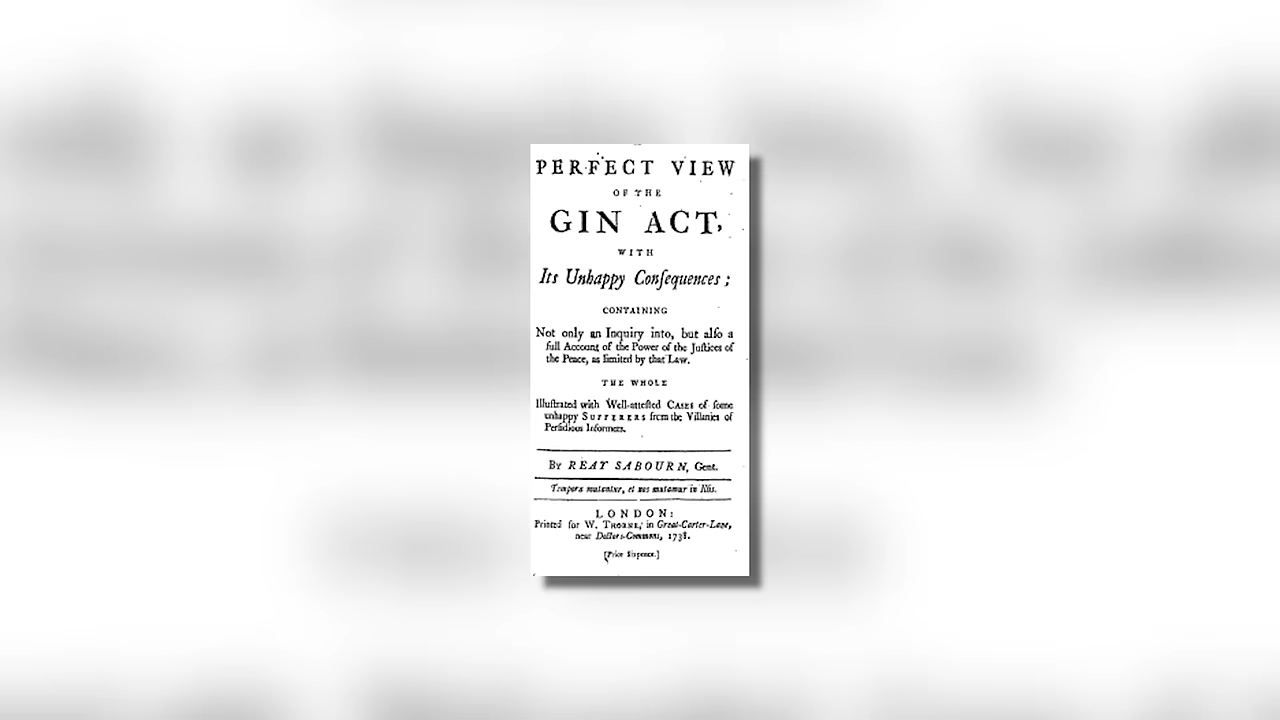 PERFECT VIEW
OF THE
GIN ACT,
WITH
Its Unhappy Conſequences;
CONTAINING
Not only an Inquiry into, but alſo a
full Account of the Power of the Juſtices of
the Peace, as limited by that Law.
THE WHOLE
Illuſtrated with Well-atteſted CASES of ſome
unhappy SUFFERERS from the Villanies of
Perfidious Informers.
By REAY SABOURN, Gent.
Tempora mutantur, et nos mutamur in Illis.
LONDON:
Printed for W. THORNE, in Great-Carter-Lane,
near Doctors-Commons, 1738.
[Price Sixpence.]